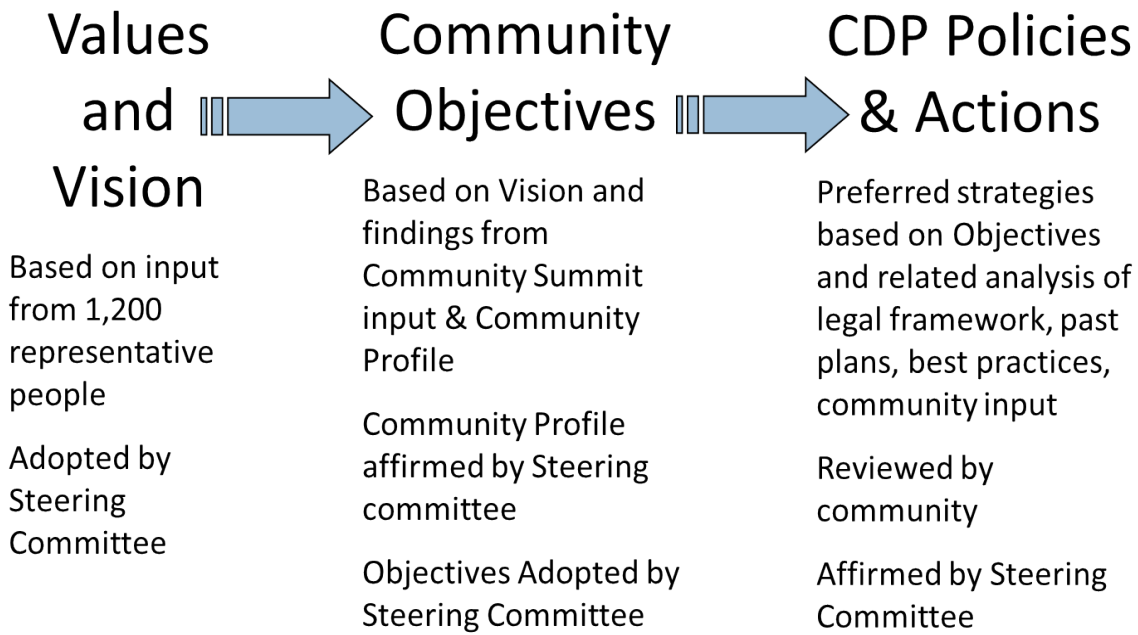 Values
and
Vision
Based on input
from 1,200
representative
people
Adopted by
Steering
Committee
Community
Objectives
Based on Vision and
findings from
Community Summit
input & Community
Profile
Community Profile
affirmed by Steering
committee
Objectives Adopted by
Steering Committee
CDP Policies
& Actions
Preferred strategies
based on Objectives
and related analysis of
legal framework, past
plans, best practices,
community input
Reviewed by
community
Affirmed by Steering
Committee